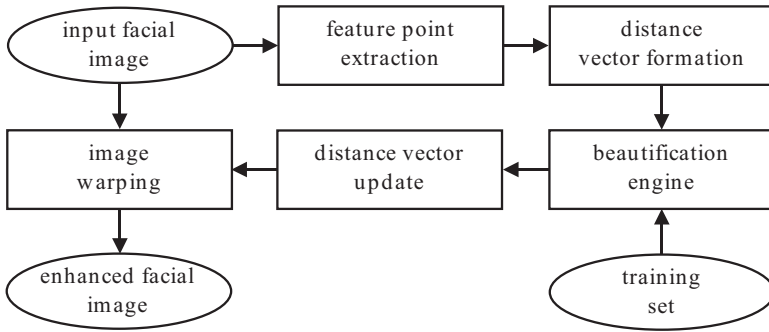 input facial
image
feature point
extraction
distance
vector formation
image
warping
distance vector
update
beautification
engine
enhanced facial
image
training
set